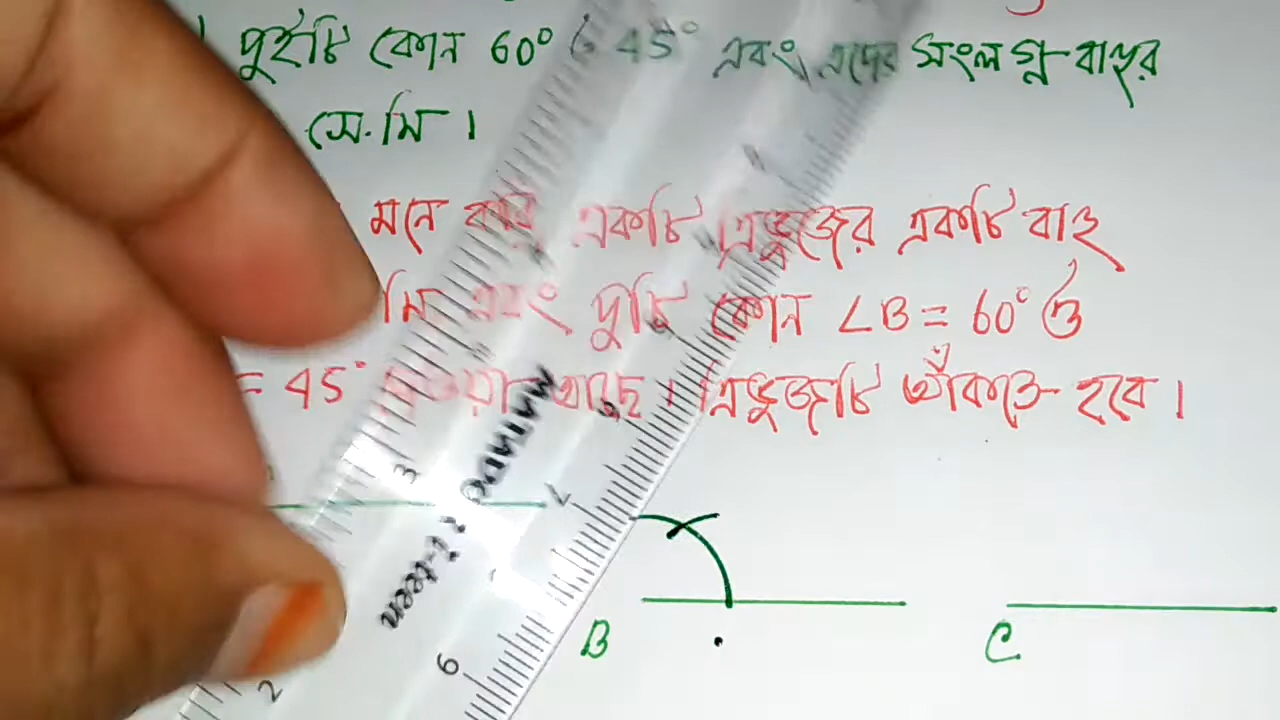 দুইটি কোন 60° ও 45° এবং এদের সংলগ্ন বাহুর
সে.মি ।
মনে করি একটি ত্রিভুজের একটি বাহু
মি এবং দুটি কোন ∠B = 60° ও
= 45° দেওয়া আছে । ত্রিভুজটি আঁকতে হবে ।
B
C